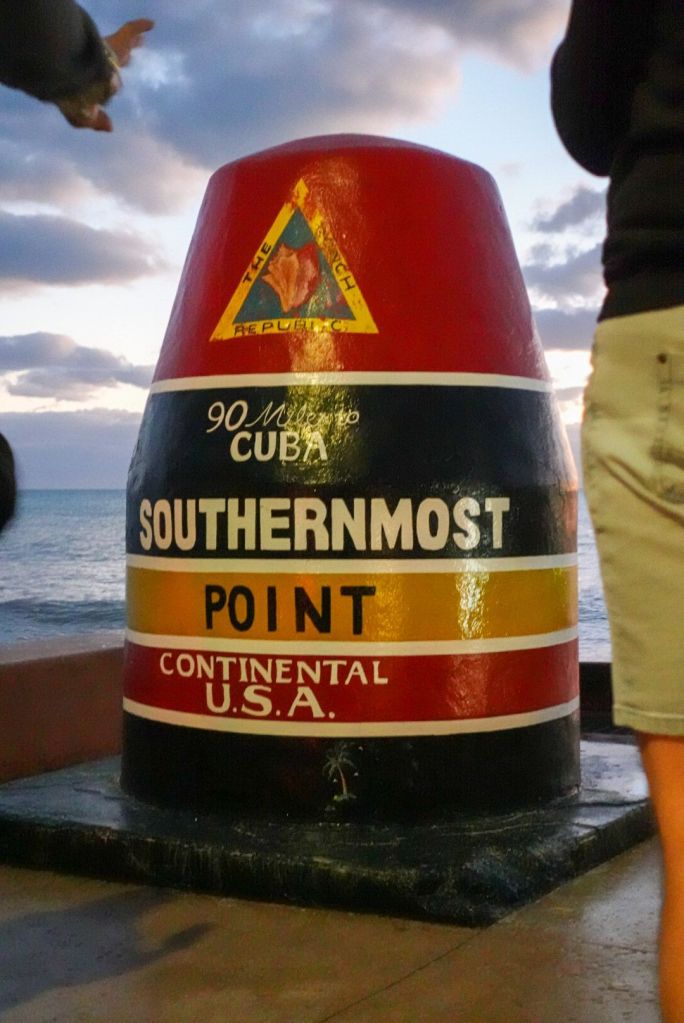 THE CONCH
REPUBLIC
90 Miles to
CUBA
SOUTHERNMOST
POINT
CONTINENTAL
U.S.A.